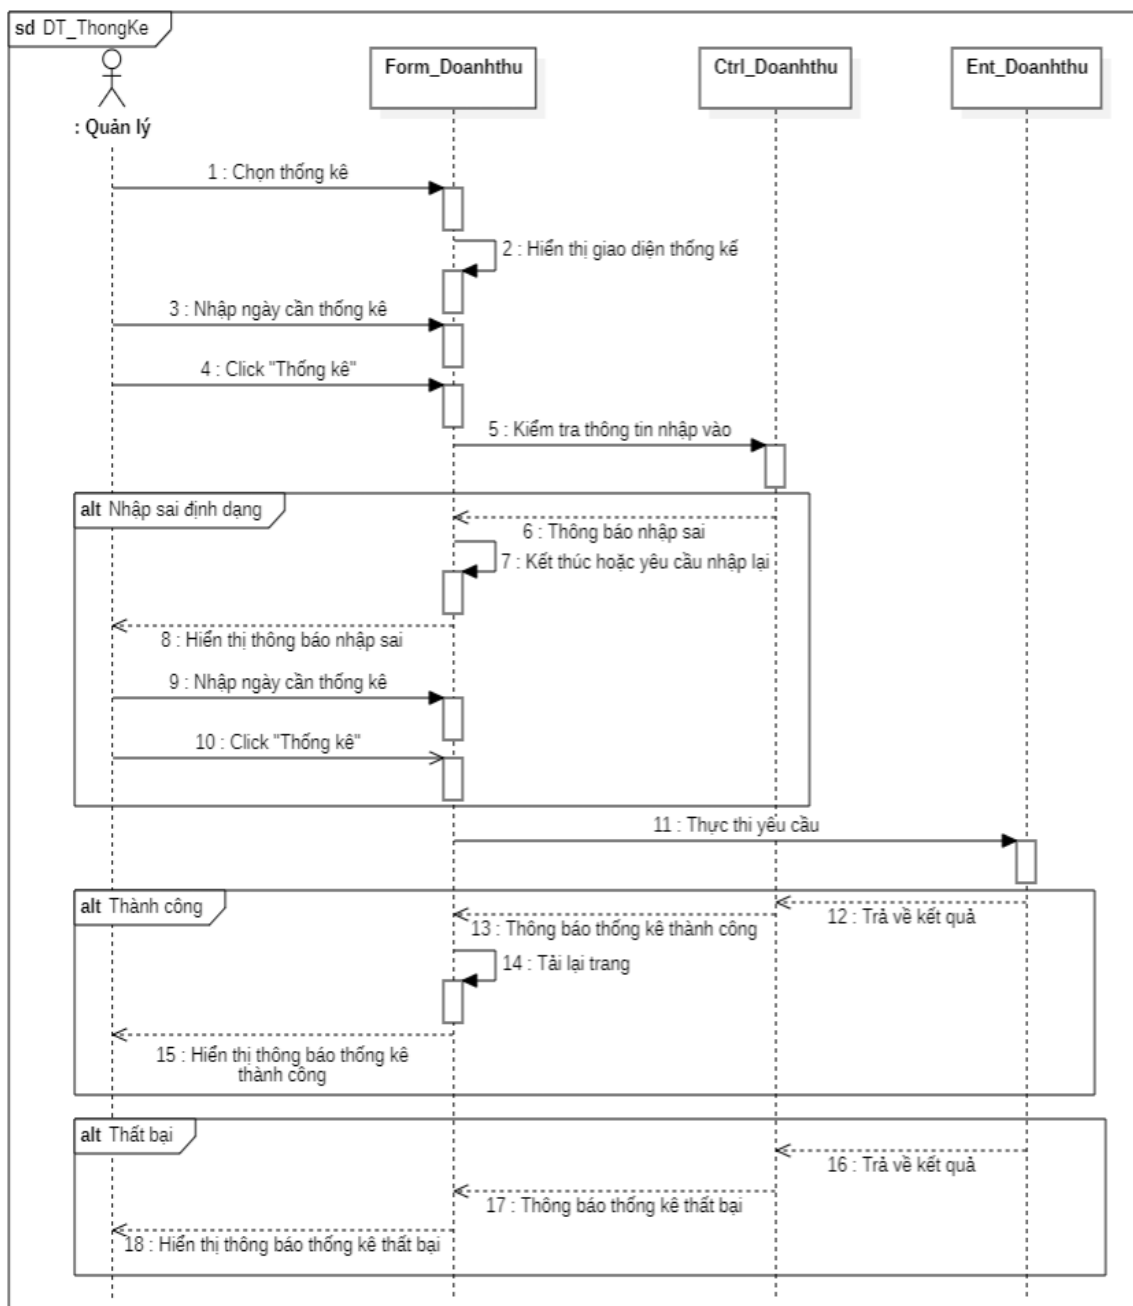 sd DT_ThongKe
: Quản lý
Form_Doanhthu
Ctrl_Doanhthu
Ent_Doanhthu
1 : Chọn thống kê
2 : Hiển thị giao diện thống kế
3 : Nhập ngày cần thống kê
4 : Click "Thống kê"
5 : Kiểm tra thông tin nhập vào
alt Nhập sai định dạng
6 : Thông báo nhập sai
7 : Kết thúc hoặc yêu cầu nhập lại
8 : Hiển thị thông báo nhập sai
9 : Nhập ngày cần thống kê
10 : Click "Thống kê"
11 : Thực thi yêu cầu
alt Thành công
12 : Trả về kết quả
13 : Thông báo thống kê thành công
14 : Tải lại trang
15 : Hiển thị thông báo thống kê
thành công
alt Thất bại
16 : Trả về kết quả
17 : Thông báo thống kê thất bại
18 : Hiển thị thông báo thống kê thất bại